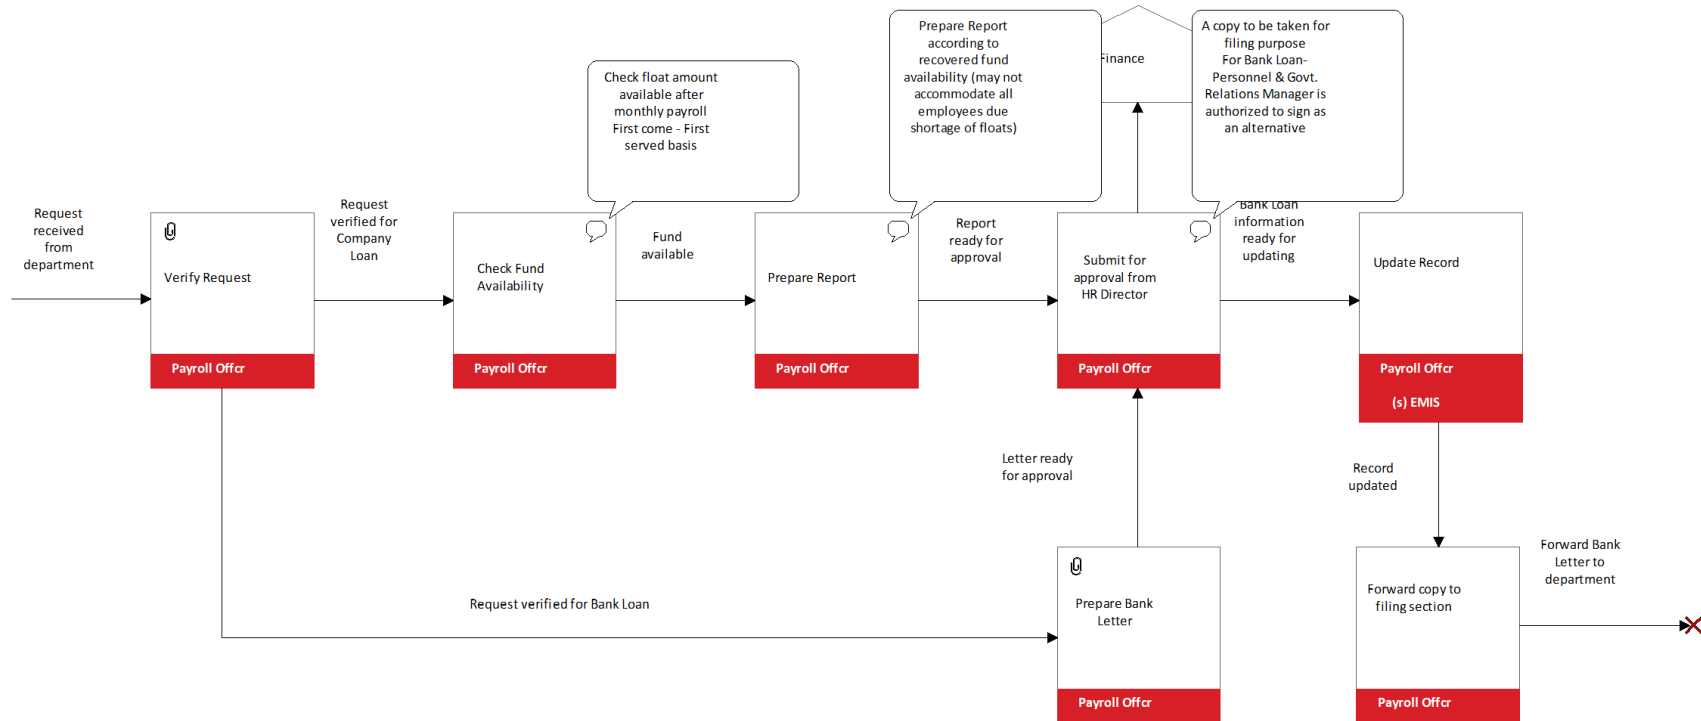 Prepare Report
according to
recovered fund
availability (may not
accommodate all
employees due
shortage of floats)
Finance
A copy to be taken for
filing purpose
For Bank Loan-
Personnel & Govt.
Relations Manager is
authorized to sign as
an alternative
Check float amount
available after
monthly payroll
First come - First
served basis
Request
received
from
department
Verify Request
Payroll Offcr
Request
verified for
Company
Loan
Check Fund
Availability
Payroll Offcr
Fund
available
Prepare Report
Payroll Offcr
Report
ready for
approval
Submit for
approval from
HR Director
Payroll Offcr
Bank Loan
information
ready for
updating
Update Record
Payroll Offcr
(s) EMIS
Letter ready
for approval
Record
updated
Request verified for Bank Loan
Prepare Bank
Letter
Payroll Offcr
Forward copy to
filing section
Payroll Offcr
Forward Bank
Letter to
department